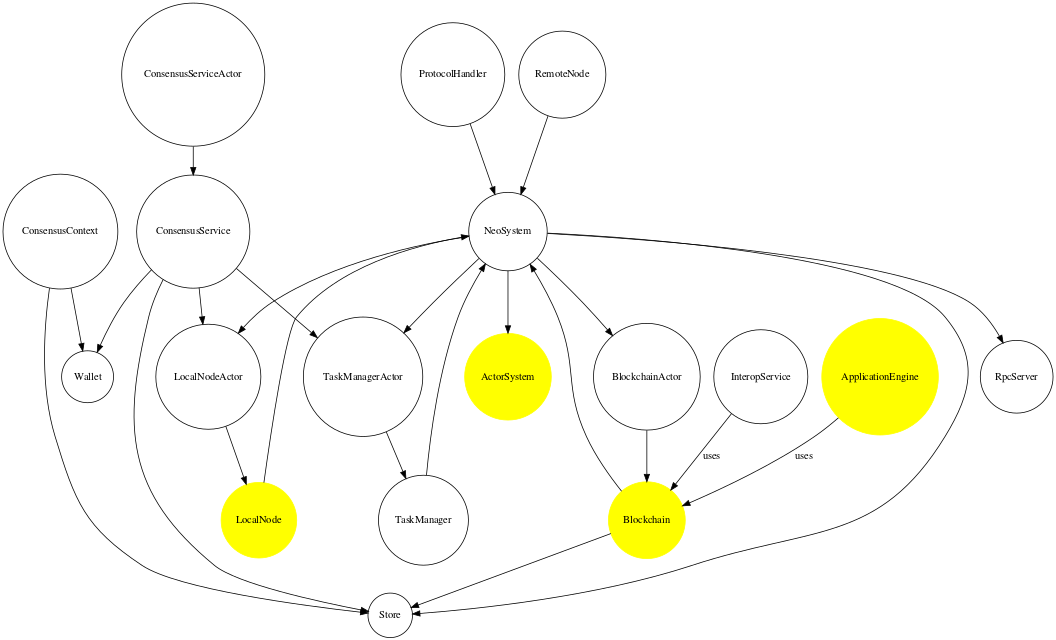 ConsensusServiceActor
ProtocolHandler
RemoteNode
ConsensusContext
ConsensusService
NeoSystem
Wallet
LocalNodeActor
TaskManagerActor
ActorSystem
BlockchainActor
InteropService
ApplicationEngine
RpcServer
uses
uses
LocalNode
TaskManager
Blockchain
Store